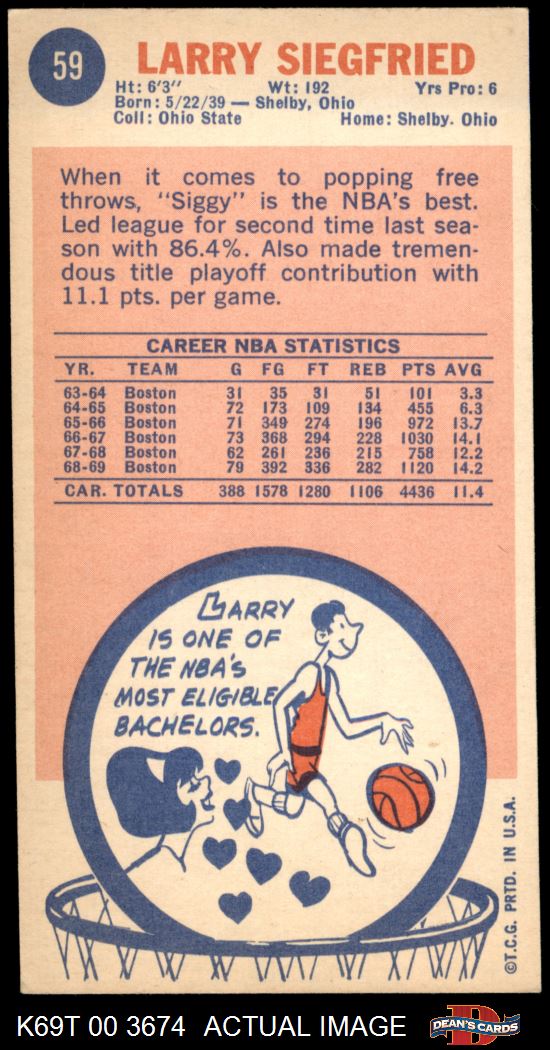 59
LARRY SIEGFRIED
Ht: 6'3" Wt: 192 Yrs Pro: 6
Born: 5/22/39 — Shelby, Ohio
Coll: Ohio State Home: Shelby. Ohio
When it comes to popping free
throws, "Siggy" is the NBA's best.
Led league for second time last sea-
son with 86.4%. Also made tremen-
dous title playoff contribution with
11.1 pts. per game.
CAREER NBA STATISTICS
YR. TEAM G FG FT REB PTS AVG
63-64 Boston 31 35 31 51 101 3.3
64-65 Boston 72 173 109 134 455 6.3
65-66 Boston 71 349 274 196 972 13.7
66-67 Boston 73 368 294 228 1030 14.1
67-68 Boston 62 261 236 215 758 12.2
68-69 Boston 79 392 336 282 1120 14.2
CAR. TOTALS 388 1578 1280 1106 4436 11.4
LARRY
IS ONE OF
THE NBA'S
MOST ELIGIBLE
BACHELORS.
©T.C.G. PRTD. IN U.S.A.
K69T 00 3674 ACTUAL IMAGE
D
DEAN'S CARDS